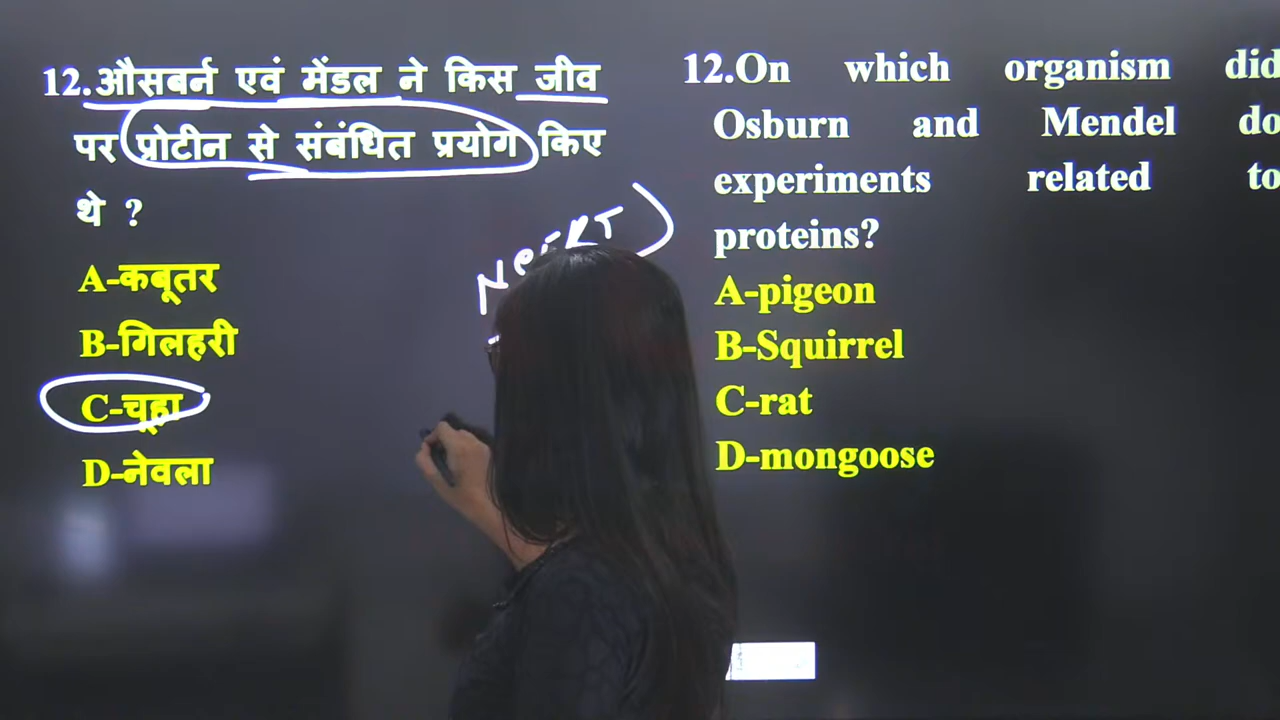 12.औसबर्न एवं मेंडल ने किस जीव
पर प्रोटीन से संबंधित प्रयोग किए
थे ?
A-कबूतर
B-गिलहरी
C-चूहा
D-नेवला
12.On which organism did
Osburn and Mendel do
experiments related to
proteins?
A-pigeon
B-Squirrel
C-rat
D-mongoose